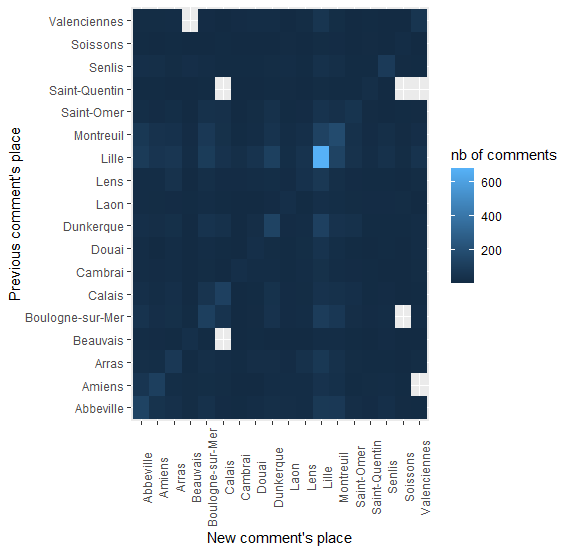 Previous comment's place
Valenciennes
Soissons
Senlis
Saint-Quentin
Saint-Omer
Montreuil
Lille
Lens
Laon
Dunkerque
Douai
Cambrai
Calais
Boulogne-sur-Mer
Beauvais
Arras
Amiens
Abbeville
Abbeville
Amiens
Arras
Beauvais
Boulogne-sur-Mer
Calais
Cambrai
Douai
Dunkerque
Laon
Lens
Lille
Montreuil
Saint-Omer
Saint-Quentin
Senlis
Soissons
Valenciennes
New comment's place
nb of comments
600
400
200